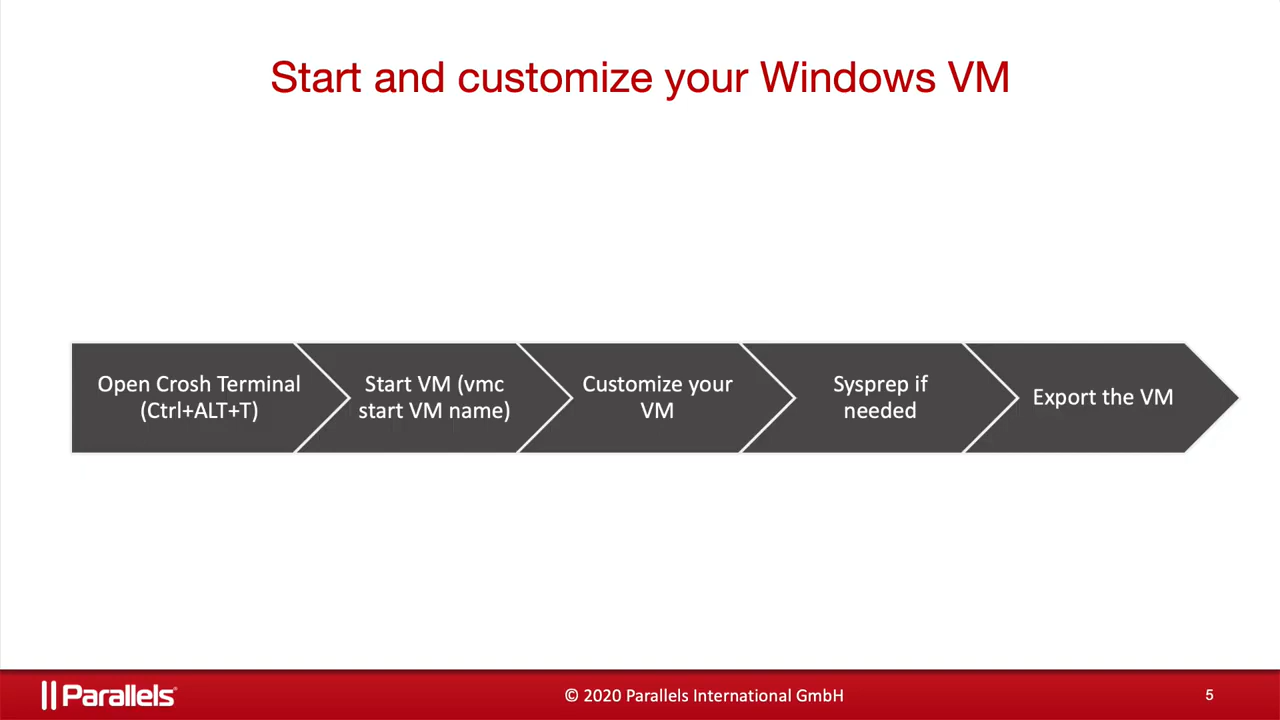 Start and customize your Windows VM
Open Crosh Terminal
(Ctrl+ALT+T)
Start VM (vmc
start VM name)
Customize your
VM
Sysprep if
needed
Export the VM
Parallels®
© 2020 Parallels International GmbH
5